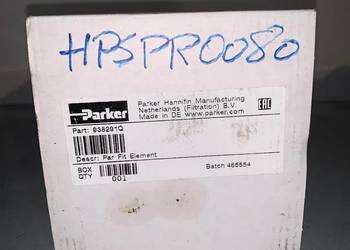 HPSPR0080
Parker
Parker Hannifin Manufacturing
Netherlands (Filtration) B.V.
Made in DE www.parker.com
EAC
Part: 938291Q
Descr: Par Fit Element
BOX
QTY 001
Batch 465554